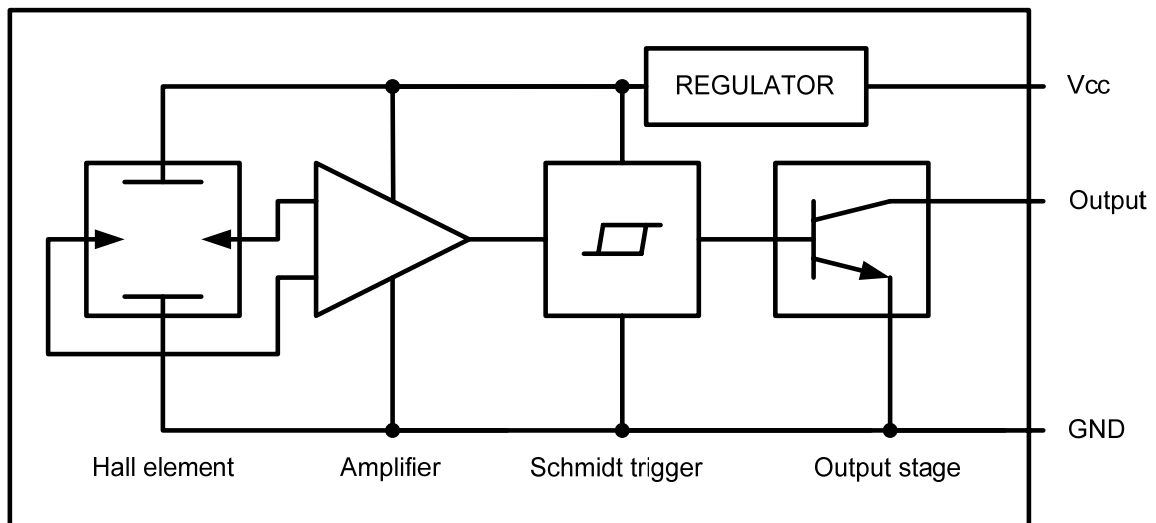 REGULATOR
Vcc
Output
GND
Hall element
Amplifier
Schmidt trigger
Output stage